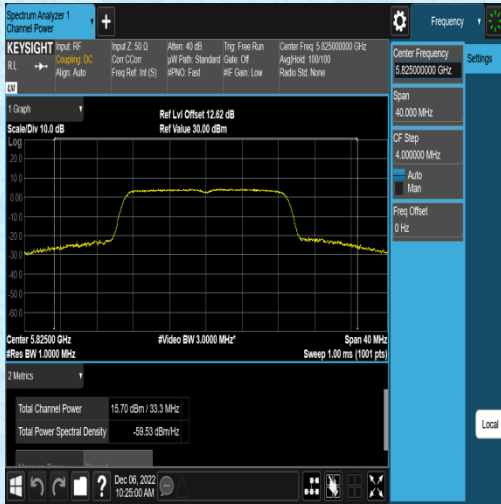 Spectrum Analyzer 1
Channel Power
+
Frequency
KEYSIGHT
R L
LXI
Input: RF
Coupling: DC
Align: Auto
Input Z: 50 Ω
Corr CCorr
Freq Ref: Int (S)
Atten: 40 dB
µW Path: Standard
#PNO: Fast
Trig: Free Run
Gate: Off
#IF Gain: Low
Center Freq: 5.825000000 GHz
Avg|Hold: 100/100
Radio Std: None
Center Frequency
5.825000000 GHz
Settings
Span
40.000 MHz
CF Step
4.000000 MHz
Auto
Man
Freq Offset
0 Hz
1 Graph
Scale/Div 10.0 dB
Ref Lvl Offset 12.62 dB
Ref Value 30.00 dBm
Log
20.0
10.0
0.00
-10.0
-20.0
-30.0
-40.0
-50.0
-60.0
Center 5.82500 GHz
#Res BW 1.0000 MHz
#Video BW 3.0000 MHz*
Span 40 MHz
Sweep 1.00 ms (1001 pts)
2 Metrics
Total Channel Power 15.70 dBm / 33.3 MHz
Total Power Spectral Density -59.53 dBm/Hz
Local
?
Dec 06, 2022
10:25:00 AM